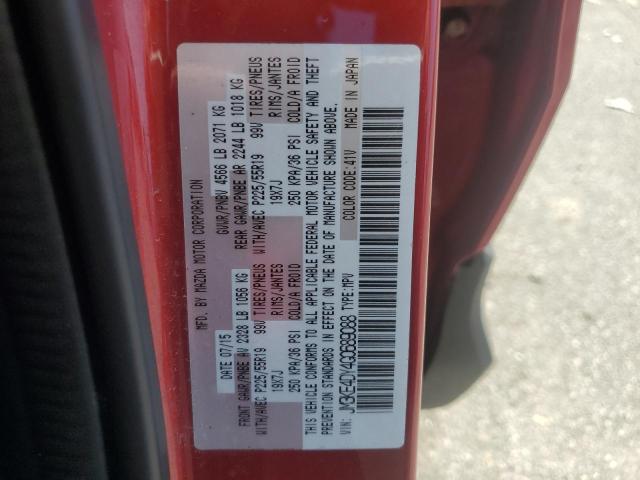 MFD. BY MAZDA MOTOR CORPORATION
DATE 07/15 GVWR/PNBV 4566 LB 2071 KG
FRONT GAWR/PNBE AV 2328 LB 1056 KG REAR GAWR/PNBE AR 2244 LB 1018 KG
WITH/AVEC P225/55R19 99V TIRES/PNEUS WITH/AVEC P225/55R19 99V TIRES/PNEUS
19X7J RIMS/JANTES 19X7J RIMS/JANTES
250 KPA/36 PSI COLD/A FROID 250 KPA/36 PSI COLD/A FROID
THIS VEHICLE CONFORMS TO ALL APPLICABLE FEDERAL MOTOR VEHICLE SAFETY AND THEFT
PREVENTION STANDARDS IN EFFECT ON THE DATE OF MANUFACTURE SHOWN ABOVE.
VIN: JM3KE4DY4G0689088 TYPE:MPV COLOR CODE:41V MADE IN JAPAN